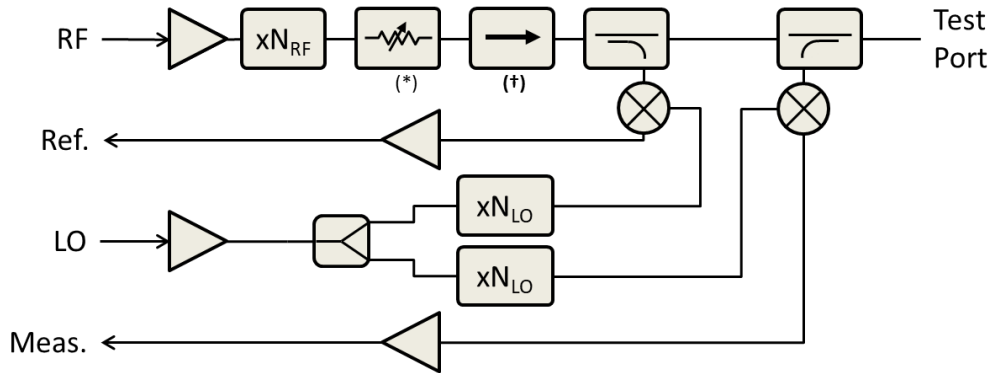 RF
xN_RF
(*)
(†)
Test
Port
Ref.
LO
xN_LO
xN_LO
Meas.